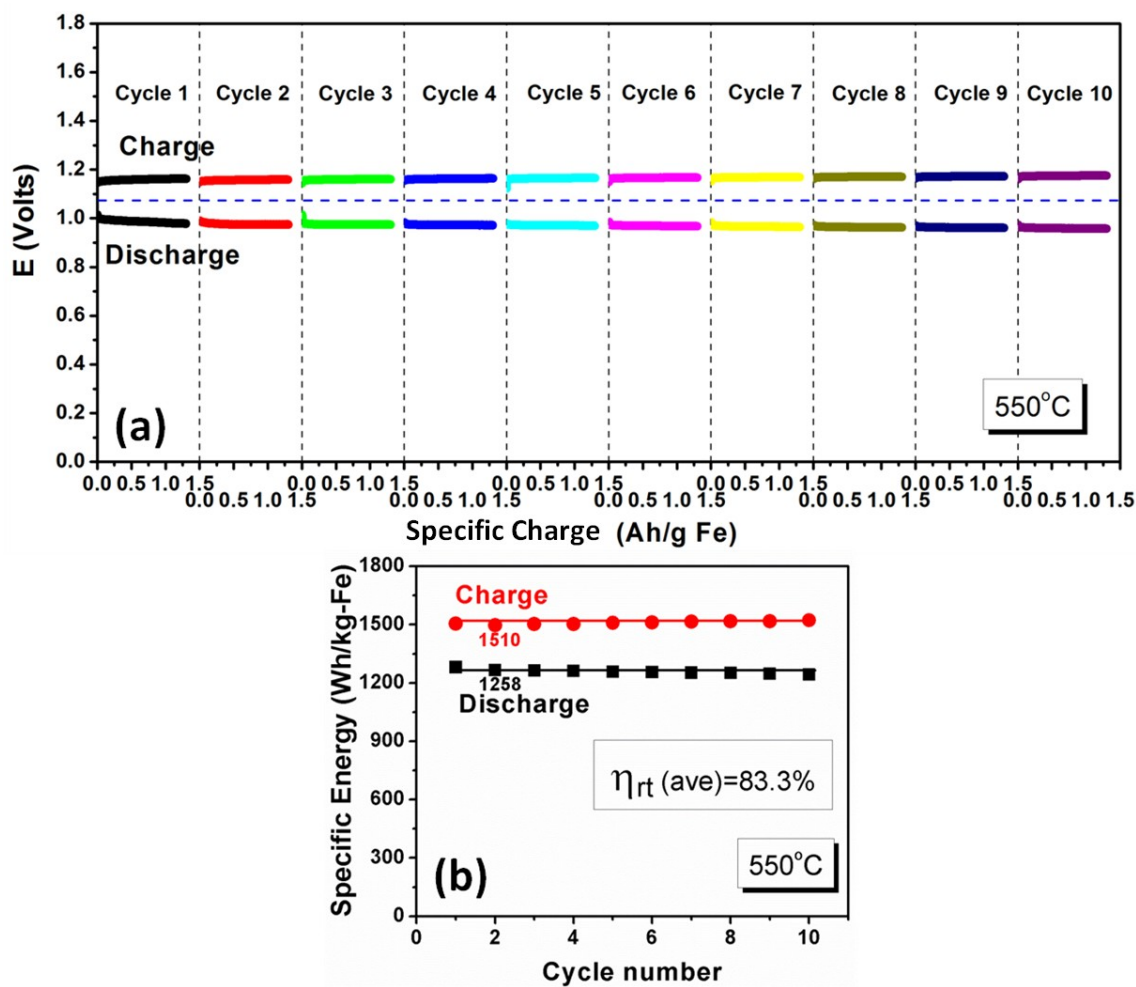 1.8
1.6
1.4
1.2
1.0
0.8
0.6
0.4
0.2
0.0
E (Volts)
Cycle 1 Cycle 2 Cycle 3 Cycle 4 Cycle 5 Cycle 6 Cycle 7 Cycle 8 Cycle 9 Cycle 10
Charge
Discharge
(a)
550°C
0.0 0.5 1.0 1.5 0.0 0.5 1.0 1.5 0.0 0.5 1.0 1.5 0.0 0.5 1.0 1.5 0.0 0.5 1.0 1.5
0.0 0.5 1.0 1.5 0.0 0.5 1.0 1.5 0.0 0.5 1.0 1.5 0.0 0.5 1.0 1.5 0.0 0.5 1.0 1.5
Specific Charge (Ah/g Fe)
1800
1500
1200
900
600
300
0
Specific Energy (Wh/kg-Fe)
Charge
1510
1258
Discharge
ηrt (ave)=83.3%
550°C
(b)
0 2 4 6 8 10
Cycle number